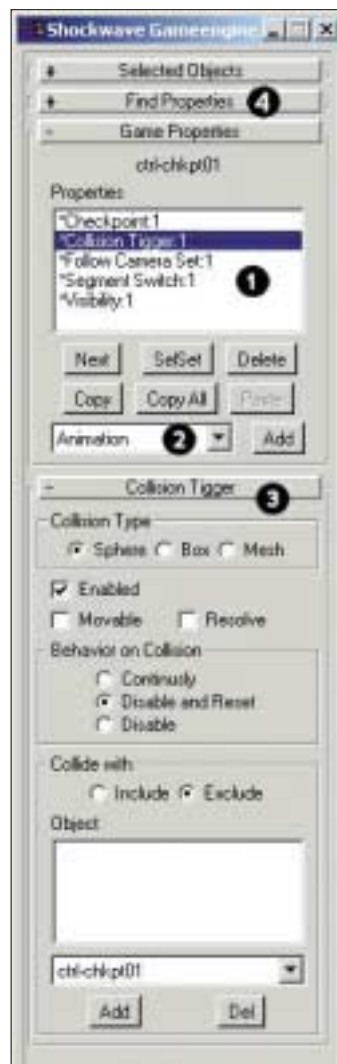 Shockwave Gameengine
+ Selected Objects
+ Find Properties 4
- Game Properties
ctrl-chkpt01
Properties
*Checkpoint:1
*Collision Tigger:1
*Follow Camera Set:1
*Segment Switch:1
*Visibility:1
1
Next SelSet Delete
Copy Copy All Paste
Animation 2 Add
- Collision Tigger 3
Collision Type
Sphere Box Mesh
Enabled
Movable Resolve
Behavior on Collision
Continusly
Disable and Reset
Disable
Collide with
Include Exclude
Object
ctrl-chkpt01
Add Del